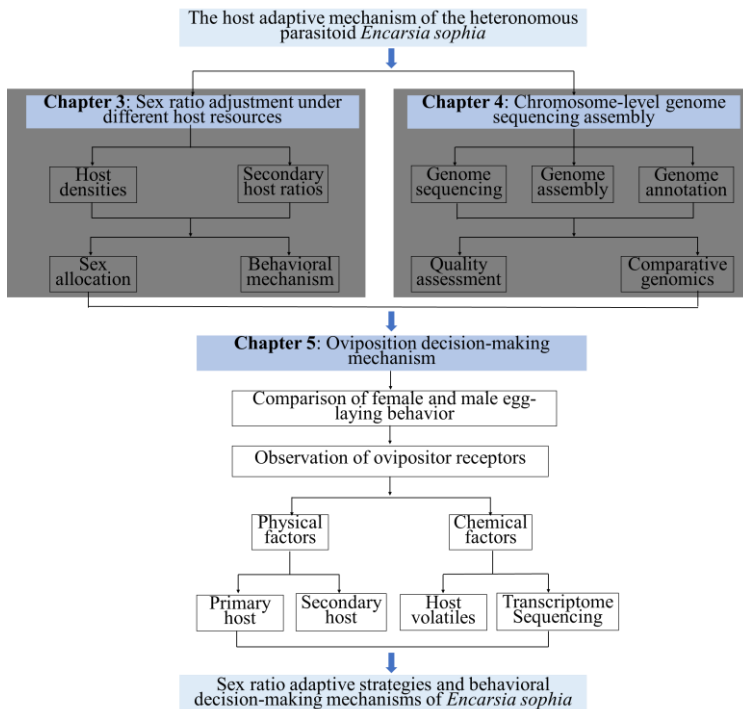 The host adaptive mechanism of the heteronomous
parasitoid Encarsia sophia
Chapter 3: Sex ratio adjustment under
different host resources
Chapter 4: Chromosome-level genome
sequencing assembly
Host
densities
Secondary
host ratios
Genome
sequencing
Genome
assembly
Genome
annotation
Sex
allocation
Behavioral
mechanism
Quality
assessment
Comparative
genomics
Chapter 5: Oviposition decision-making
mechanism
Comparison of female and male egg-
laying behavior
Observation of ovipositor receptors
Physical
factors
Chemical
factors
Primary
host
Secondary
host
Host
volatiles
Transcriptome
Sequencing
Sex ratio adaptive strategies and behavioral
decision-making mechanisms of Encarsia sophia